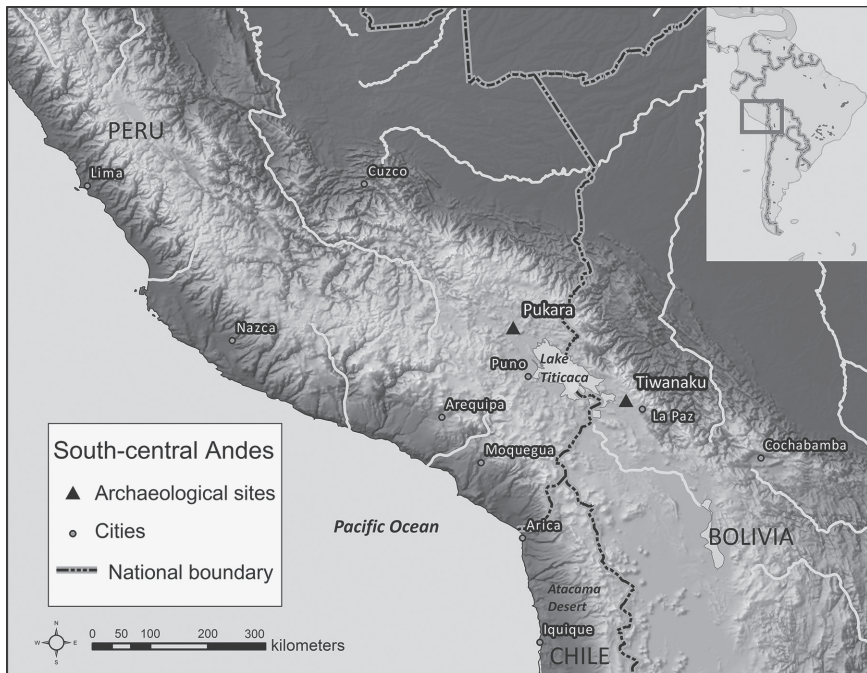 PERU
Lima
Cuzco
Pukara
Nazca
Puno
Lake
Titicaca
Tiwanaku
Arequipa
La Paz
Moquegua
Cochabamba
South-central Andes
Archaeological sites
Cities
National boundary
Pacific Ocean
Arica
BOLIVIA
Atacama
Desert
Iquique
CHILE
N
W E
S
0 50 100 200 300
kilometers